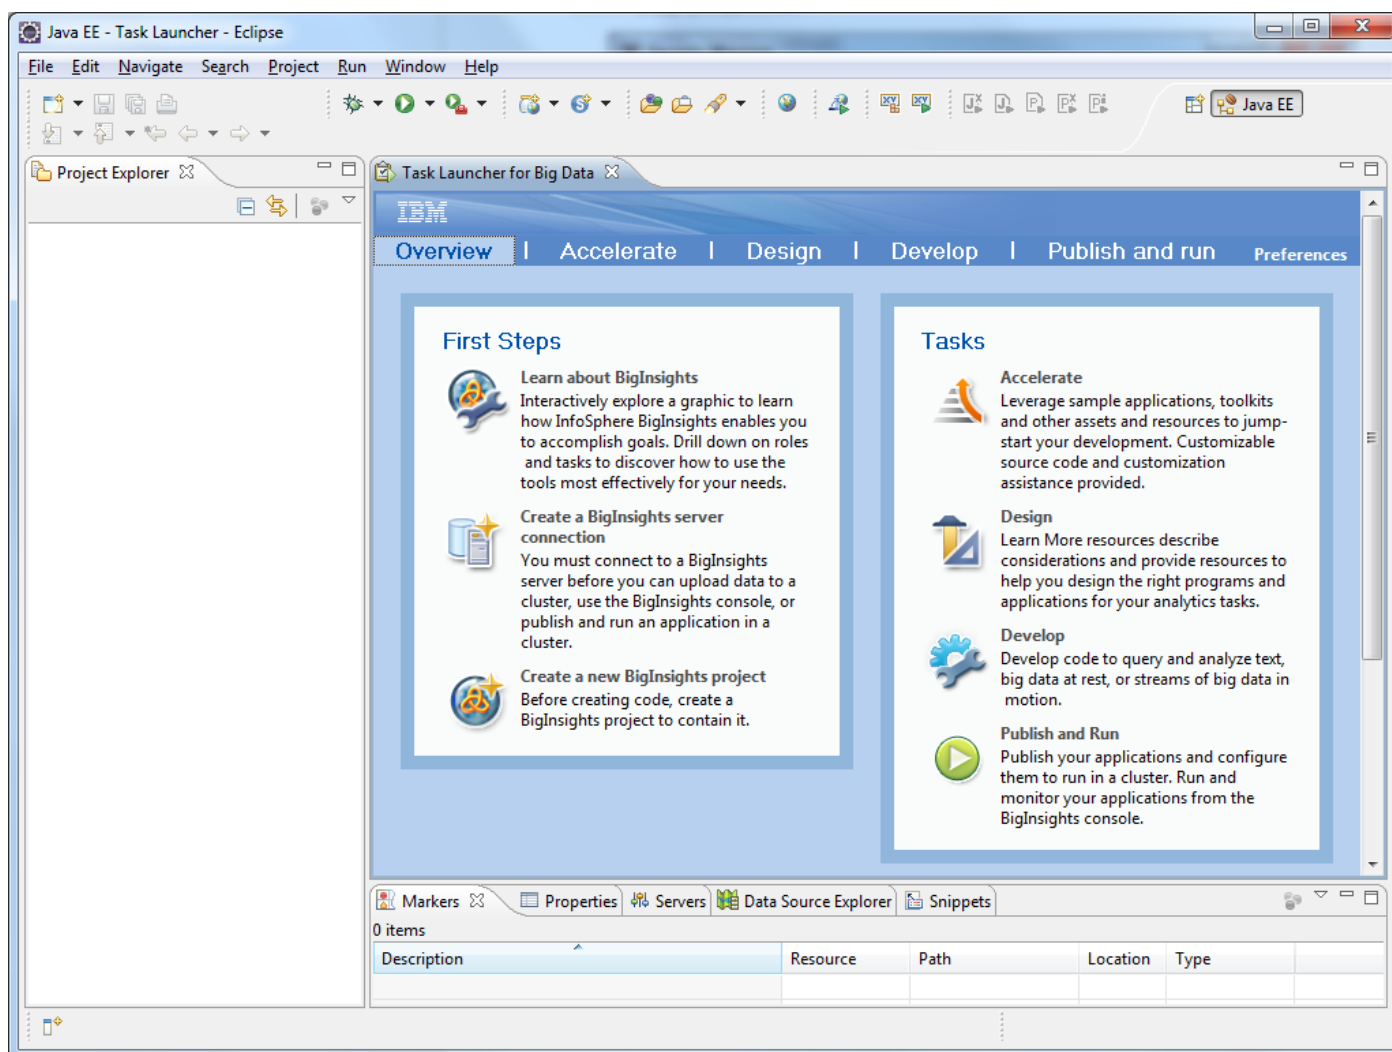 Java EE - Task Launcher - Eclipse
File Edit Navigate Search Project Run Window Help
Java EE
Project Explorer
Task Launcher for Big Data
IBM
Overview | Accelerate | Design | Develop | Publish and run Preferences
First Steps
Learn about BigInsights
Interactively explore a graphic to learn
how InfoSphere BigInsights enables you
to accomplish goals. Drill down on roles
and tasks to discover how to use the
tools most effectively for your needs.
Create a BigInsights server
connection
You must connect to a BigInsights
server before you can upload data to a
cluster, use the BigInsights console, or
publish and run an application in a
cluster.
Create a new BigInsights project
Before creating code, create a
BigInsights project to contain it.
Tasks
Accelerate
Leverage sample applications, toolkits
and other assets and resources to jump-
start your development. Customizable
source code and customization
assistance provided.
Design
Learn More resources describe
considerations and provide resources to
help you design the right programs and
applications for your analytics tasks.
Develop
Develop code to query and analyze text,
big data at rest, or streams of big data in
motion.
Publish and Run
Publish your applications and configure
them to run in a cluster. Run and
monitor your applications from the
BigInsights console.
Markers Properties Servers Data Source Explorer Snippets
0 items
Description Resource Path Location Type